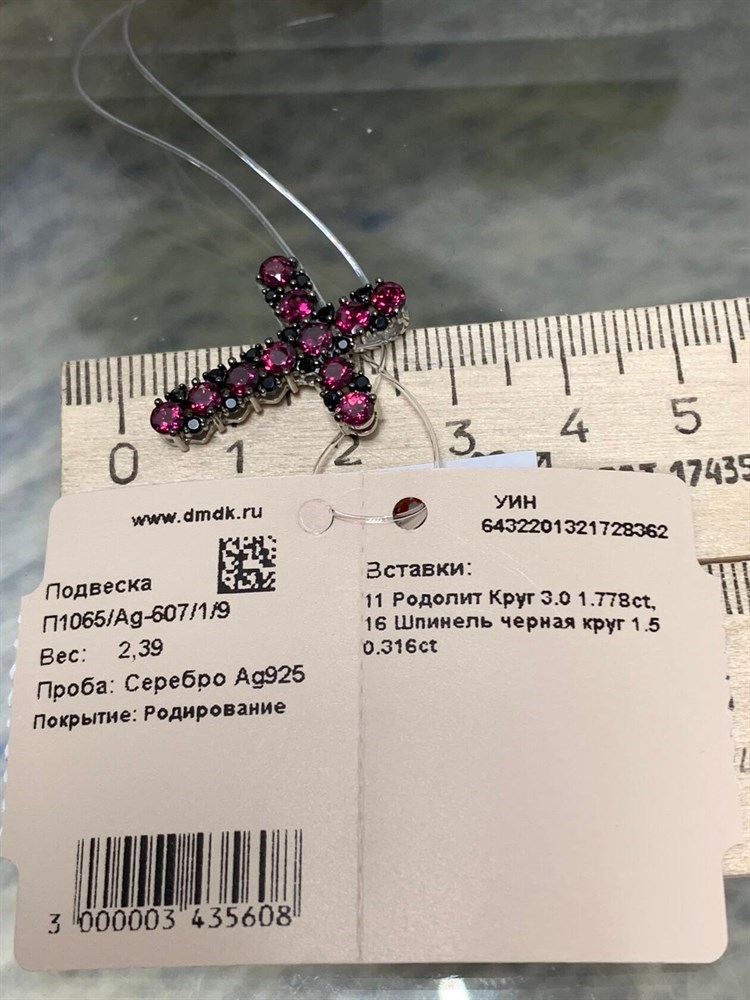 0 1 2 3 4 5
17435
www.dmdk.ru
Подвеска
П1065/Ag-607/1/9
Вес: 2,39
Проба: Серебро Ag925
Покрытие: Родирование
3 000003 435608
УИН
6432201321728362
Вставки:
11 Родолит Круг 3.0 1.778ct,
16 Шпинель черная круг 1.5
0.316ct